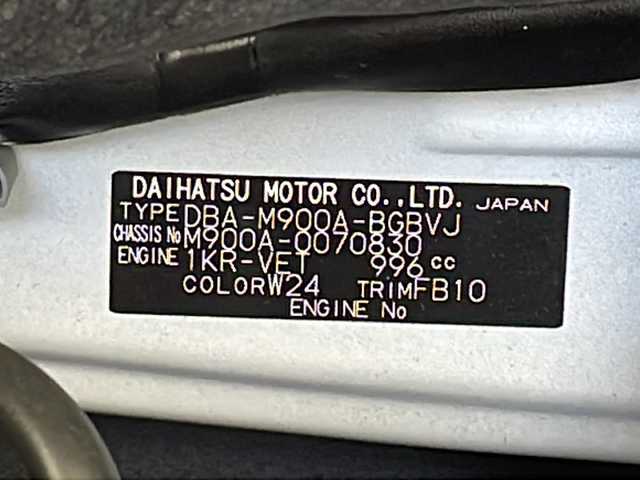 DAIHATSU MOTOR CO.,LTD. JAPAN
TYPE DBA-M900A-BGBVJ
CHASSIS No M900A-0070830
ENGINE 1KR-VET 996 cc
COLOR W24 TRIM FB10
ENGINE No